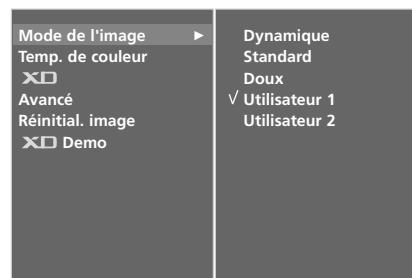 Mode de l'image ►
Temp. de couleur
XD
Avancé
Réinitial. image
XD Demo
Dynamique
Standard
Doux
√ Utilisateur 1
Utilisateur 2